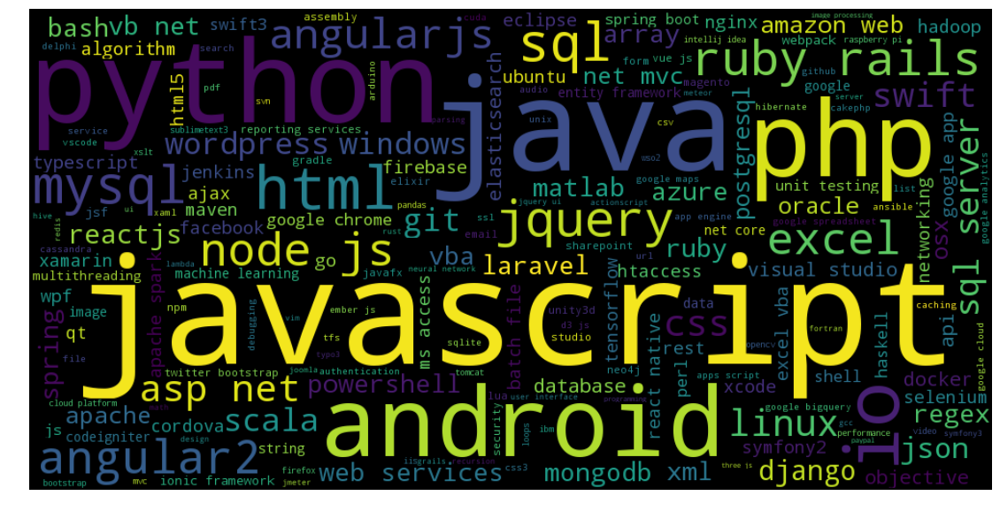 bash
vb net
swift3
assembly
cuda
eclipse
spring boot
nginx
amazon web
image processing
hadoop
delphi
algorithm
search
angularjs
sql
array
intellij idea
webpack
raspberry pi
python
java
ubuntu
net mvc
form
vue js
ruby rails
github
google
html5
pdf
svn
arduino
parsing
elasticsearch
audio
entity framework
magento
meteor
server
hibernate
cakephp
swift
service
vscode
sublimetext3
reporting services
unix
csv
postgresql
php
sql server
xslt
wordpress
windows
wso2
google app
google analytics
typescript
jenkins
gradle
firebase
elixir
google maps
mysql
html
matlab
jquery ui
actionscript
azure
unit testing
list
networking
ajax
pandas
git
ssl
jquery
app engine
oracle
ansible
osx
hive
jsf
ui
xaml
maven
google chrome
facebook
email
net core
google spreadsheet
redis
reactjs
rust
sharepoint
excel
cassandra
xamarin
lambda
node js
go
vba
url
ruby
multithreading
machine learning
javafx
neural network
laravel
htaccess
visual studio
caching
javascript
wpf
apache spark
npm
debugging
vim
ember js
ms access
batch file
unity3d
d3 js
tensorflow
data
excel vba
fortran
api
google cloud
image
qt
tfs
sqlite
studio
css
rest
opencv
haskell
spring
file
typo3
react native
twitter bootstrap
joomla
authentication
tomcat
neo4j
apps script
perl
xcode
shell
docker
asp net
powershell
lua
user interface
database
programming
selenium
cloud platform
math
android
google bigquery
gcc
regex
apache
scala
security
loops
ibm
linux
performance
video
symfony3
js
codeigniter
cordova
design
string
symfony2
paypal
io
json
angular2
iis
grails
recursion
css3
mongodb
xml
three js
django
objective
firefox
web services
bootstrap
mvc
ionic framework
jmeter